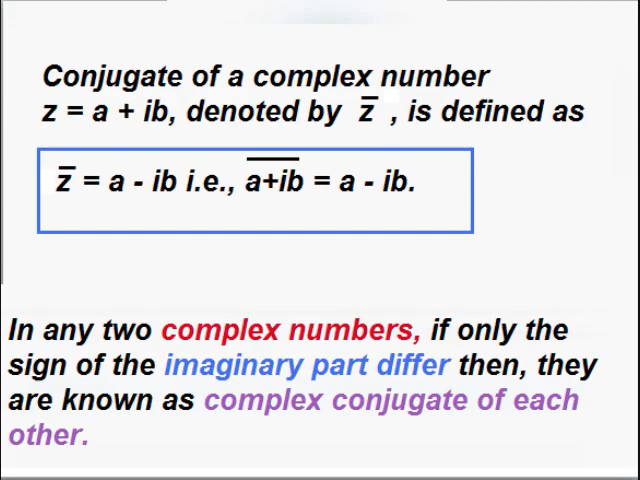 Conjugate of a complex number
z = a + ib, denoted by z̅ , is defined as
z̅ = a - ib i.e., a̅+̅i̅b̅ = a - ib.
In any two complex numbers, if only the
sign of the imaginary part differ then, they
are known as complex conjugate of each
other.